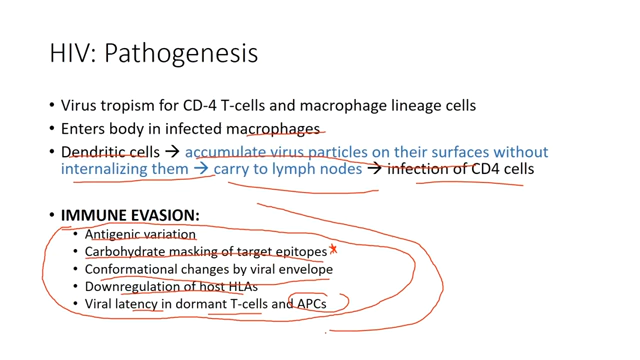 HIV: Pathogenesis
• Virus tropism for CD-4 T-cells and macrophage lineage cells
• Enters body in infected macrophages
• Dendritic cells → accumulate virus particles on their surfaces without
internalizing them → carry to lymph nodes → infection of CD4 cells
• IMMUNE EVASION:
• Antigenic variation
• Carbohydrate masking of target epitopes
• Conformational changes by viral envelope
• Downregulation of host HLAs
• Viral latency in dormant T-cells and APCs